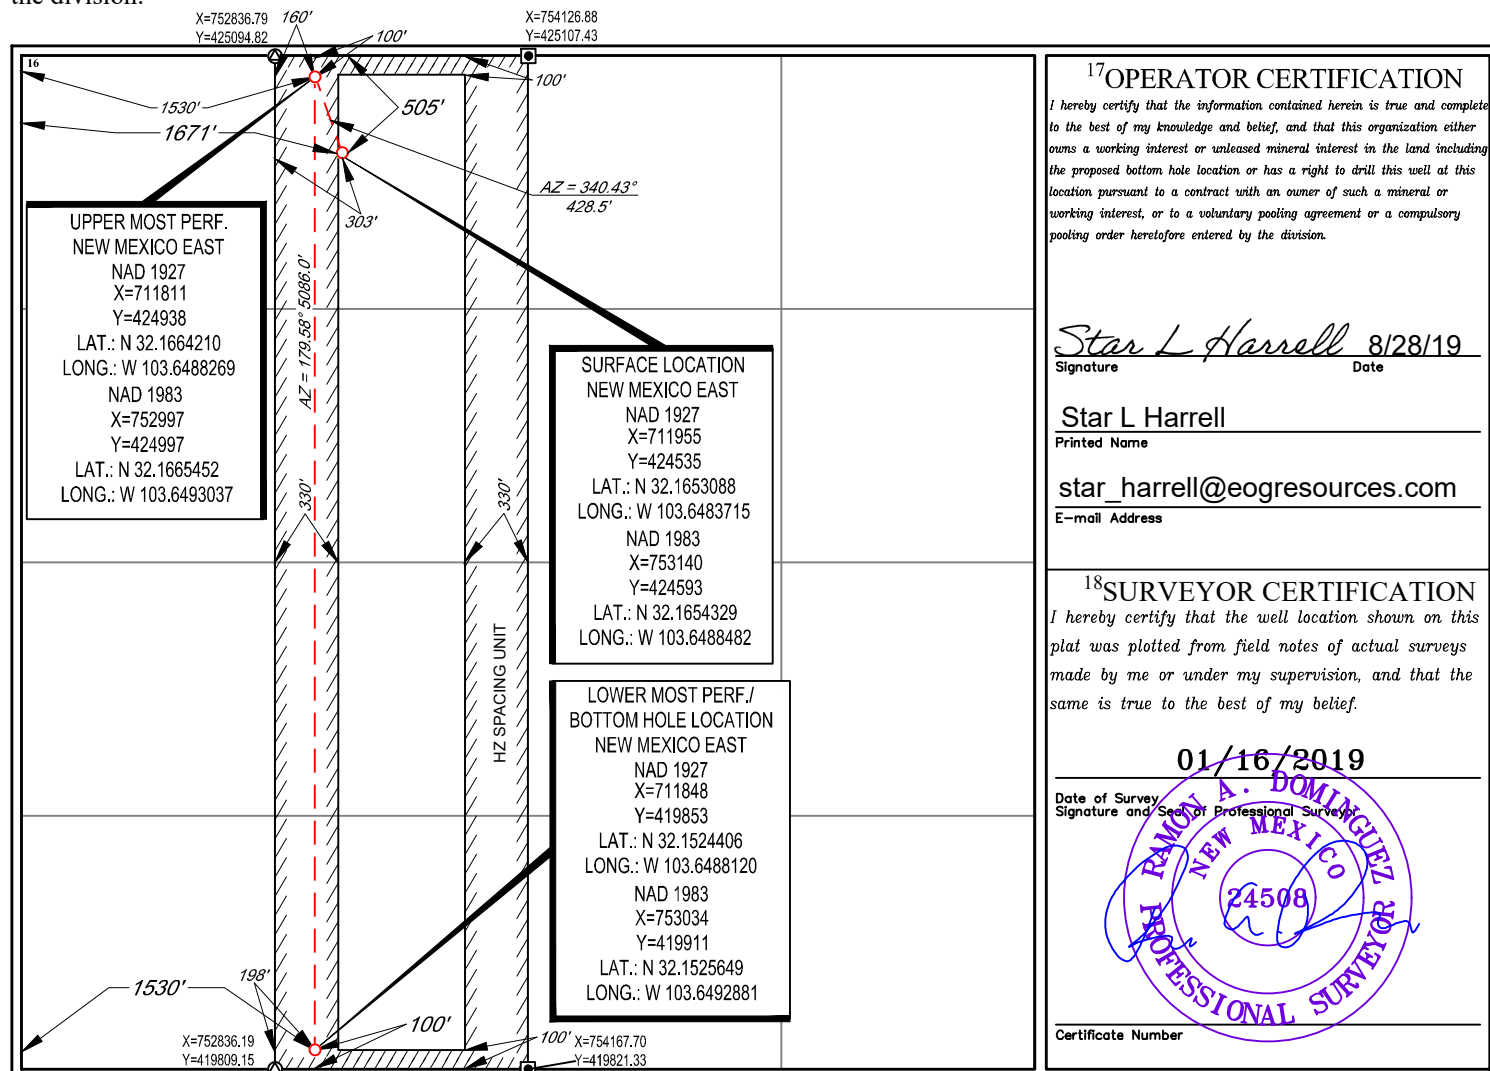 the division.
X=752836.79
Y=425094.82
160'
100'
X=754126.88
Y=425107.43
16
1530'
1671'
505'
100'
303'
AZ = 340.43°
428.5'
UPPER MOST PERF.
NEW MEXICO EAST
NAD 1927
X=711811
Y=424938
LAT.: N 32.1664210
LONG.: W 103.6488269
NAD 1983
X=752997
Y=424997
LAT.: N 32.1665452
LONG.: W 103.6493037
AZ = 179.58° 5086.0'
330'
330'
HZ SPACING UNIT
SURFACE LOCATION
NEW MEXICO EAST
NAD 1927
X=711955
Y=424535
LAT.: N 32.1653088
LONG.: W 103.6483715
NAD 1983
X=753140
Y=424593
LAT.: N 32.1654329
LONG.: W 103.6488482
LOWER MOST PERF./
BOTTOM HOLE LOCATION
NEW MEXICO EAST
NAD 1927
X=711848
Y=419853
LAT.: N 32.1524406
LONG.: W 103.6488120
NAD 1983
X=753034
Y=419911
LAT.: N 32.1525649
LONG.: W 103.6492881
1530'
198'
100'
100'
X=752836.19
Y=419809.15
X=754167.70
Y=419821.33
17OPERATOR CERTIFICATION
I hereby certify that the information contained herein is true and complete
to the best of my knowledge and belief, and that this organization either
owns a working interest or unleased mineral interest in the land including
the proposed bottom hole location or has a right to drill this well at this
location pursuant to a contract with an owner of such a mineral or
working interest, or to a voluntary pooling agreement or a compulsory
pooling order heretofore entered by the division.
Star L Harrell 8/28/19
Signature Date
Star L Harrell
Printed Name
star_harrell@eogresources.com
E-mail Address
18SURVEYOR CERTIFICATION
I hereby certify that the well location shown on this
plat was plotted from field notes of actual surveys
made by me or under my supervision, and that the
same is true to the best of my belief.
01/16/2019
Date of Survey
Signature and Seal of Professional Surveyor
RAMON A. DOMINGUEZ
NEW MEXICO
24508
PROFESSIONAL SURVEYOR
Certificate Number